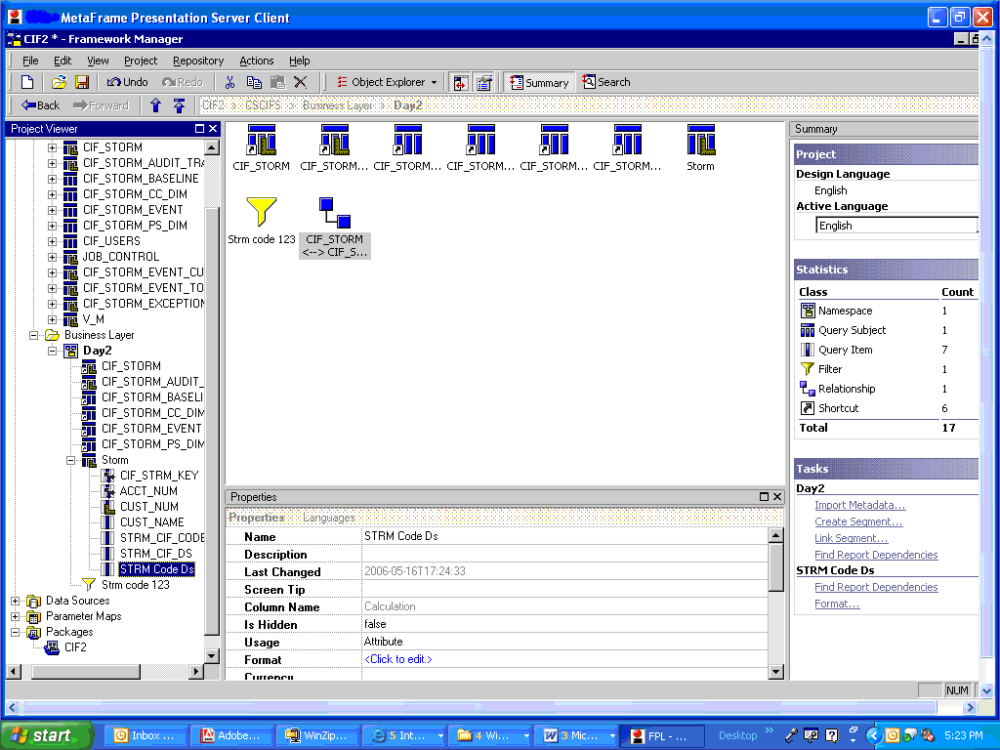 MetaFrame Presentation Server Client
CIF2 * - Framework Manager
File Edit View Project Repository Actions Help
Undo Redo Object Explorer Summary Search
Back Forward CIF2 > CSCIFS > Business Layer > Day2
Project Viewer
CIF_STORM
CIF_STORM_AUDIT_TRA
CIF_STORM_BASELINE
CIF_STORM_CC_DIM
CIF_STORM_EVENT
CIF_STORM_PS_DIM
CIF_USERS
JOB_CONTROL
CIF_STORM_EVENT_CU
CIF_STORM_EVENT_TO
CIF_STORM_EXCEPTION
V_M
Business Layer
Day2
CIF_STORM
CIF_STORM_AUDIT_
CIF_STORM_BASELI
CIF_STORM_CC_DIM
CIF_STORM_EVENT
CIF_STORM_PS_DIM
Storm
CIF_STRM_KEY
ACCT_NUM
CUST_NUM
CUST_NAME
STRM_CIF_CODE
STRM_CIF_DS
STRM Code Ds
Strm code 123
Data Sources
Parameter Maps
Packages
CIF2
CIF_STORM CIF_STORM... CIF_STORM... CIF_STORM... CIF_STORM... CIF_STORM... Storm
Strm code 123 CIF_STORM
<--> CIF_S...
Properties
Properties Languages
Name STRM Code Ds
Description
Last Changed 2006-05-16T17:24:33
Screen Tip
Column Name Calculation
Is Hidden false
Usage Attribute
Format <Click to edit.>
Currency
Summary
Project
Design Language
English
Active Language
English
Statistics
Class Count
Namespace 1
Query Subject 1
Query Item 7
Filter 1
Relationship 1
Shortcut 6
Total 17
Tasks
Day2
Import Metadata...
Create Segment...
Link Segment...
Find Report Dependencies
STRM Code Ds
Find Report Dependencies
Format...
NUM
start Inbox ... Adobe... WinZip... 5 Int... 4 Wi... 3 Mic... FPL - ... Desktop » 5:23 PM